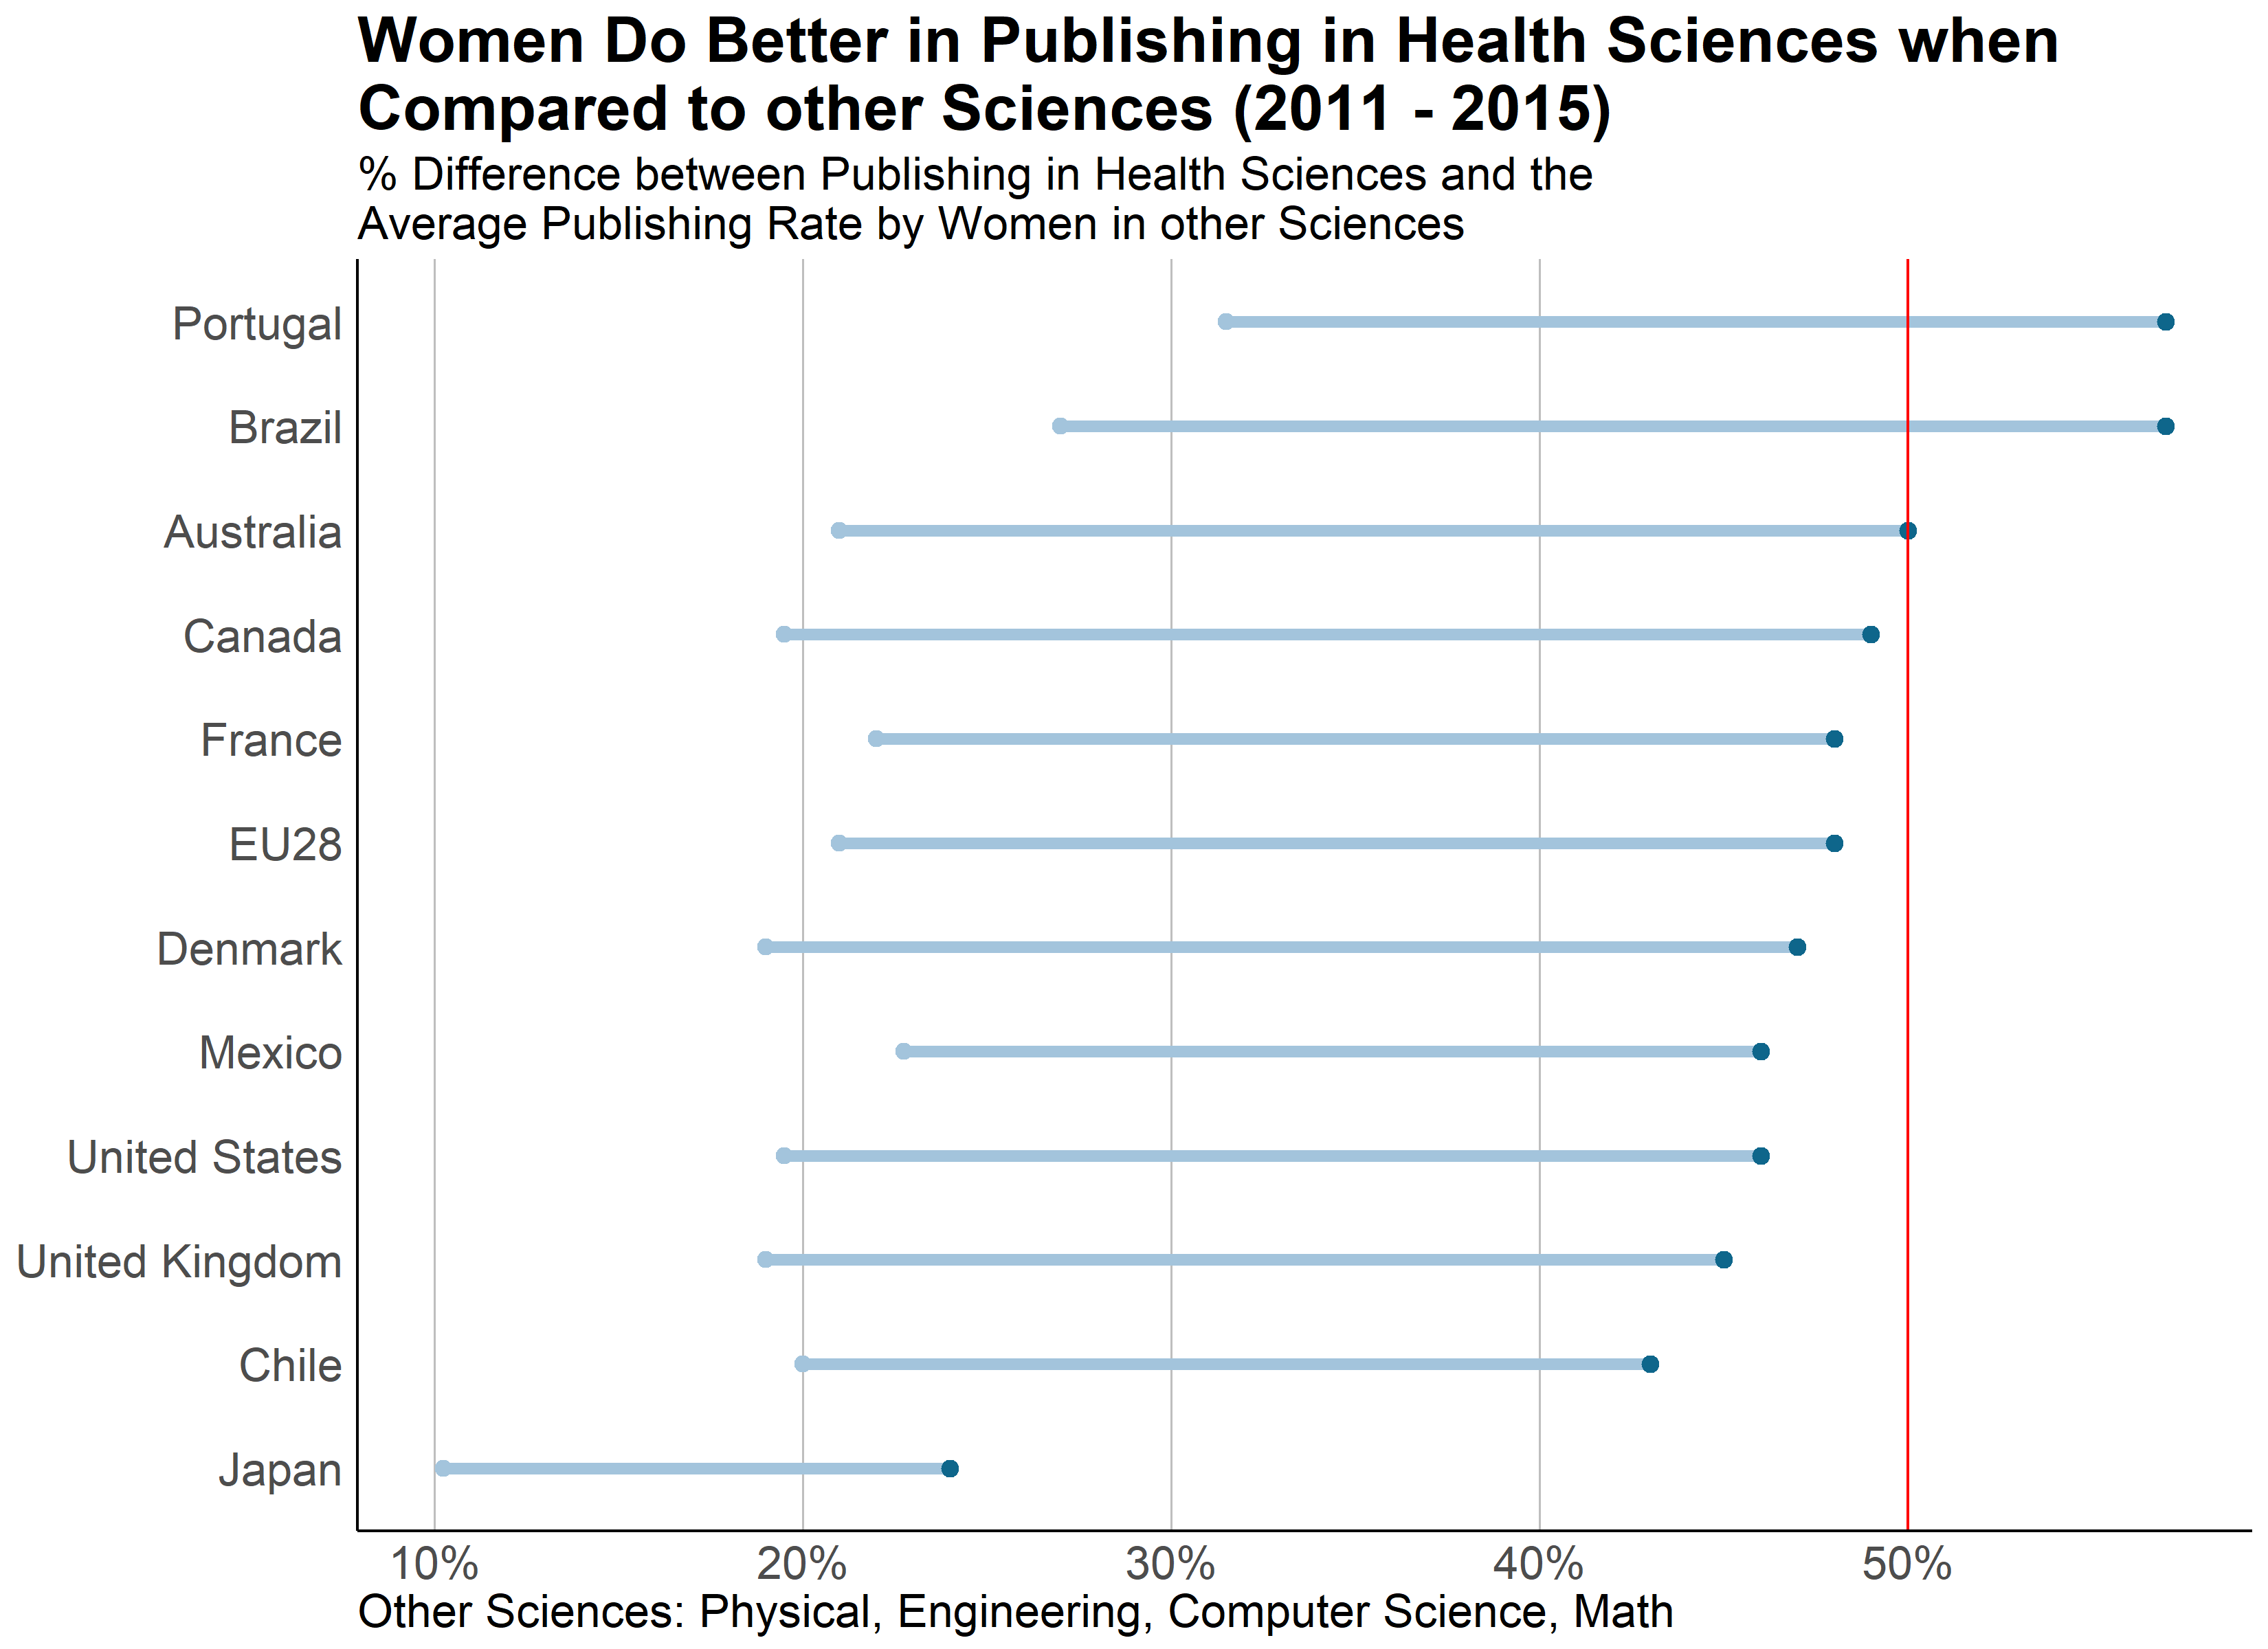 Women Do Better in Publishing in Health Sciences when
Compared to other Sciences (2011 - 2015)
% Difference between Publishing in Health Sciences and the
Average Publishing Rate by Women in other Sciences
Portugal
Brazil
Australia
Canada
France
EU28
Denmark
Mexico
United States
United Kingdom
Chile
Japan
10% 20% 30% 40% 50%
Other Sciences: Physical, Engineering, Computer Science, Math